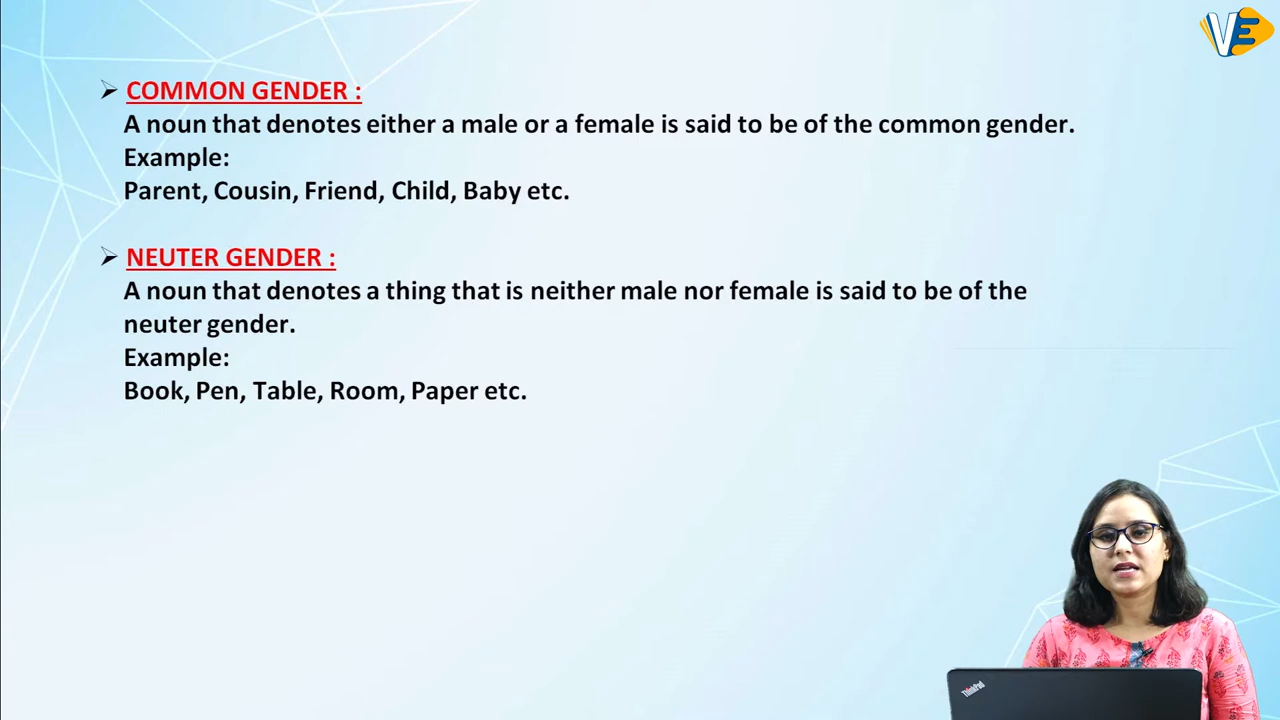 VE
COMMON GENDER :
A noun that denotes either a male or a female is said to be of the common gender.
Example:
Parent, Cousin, Friend, Child, Baby etc.
NEUTER GENDER :
A noun that denotes a thing that is neither male nor female is said to be of the
neuter gender.
Example:
Book, Pen, Table, Room, Paper etc.
ThinkPad